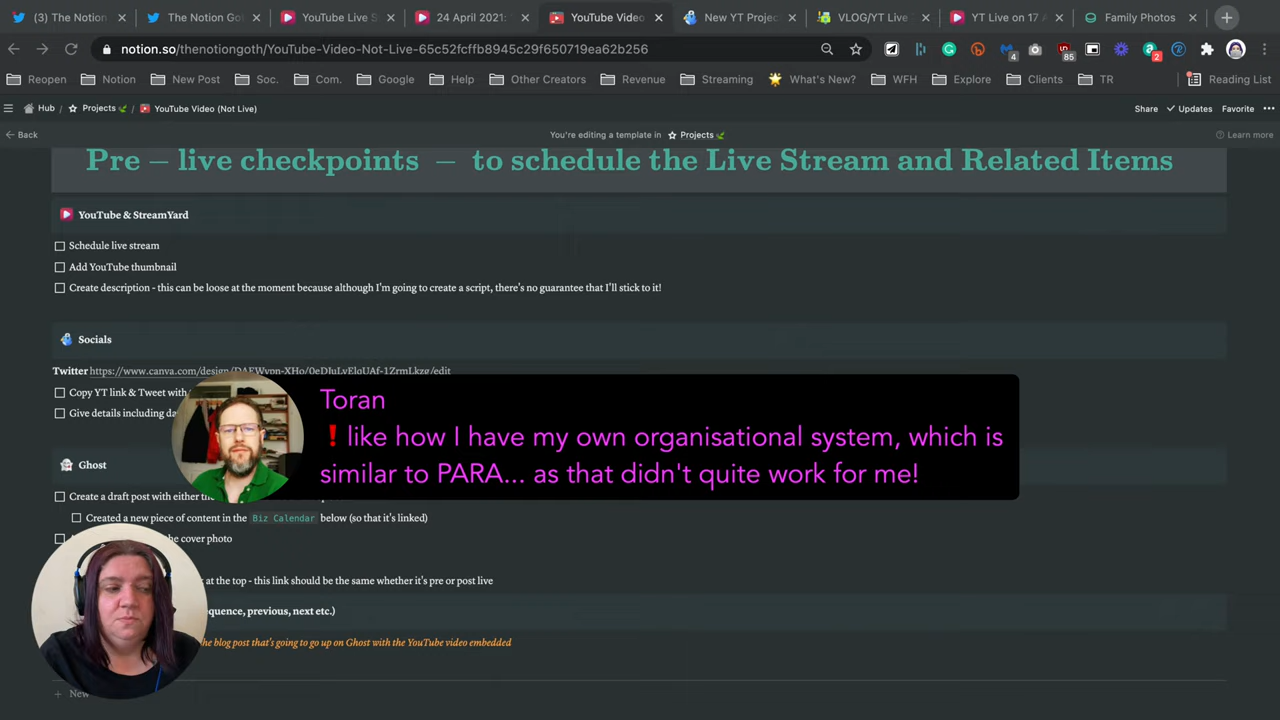 (3) The Notion
The Notion Go
YouTube Live S
24 April 2021:
YouTube Video
New YT Projec
VLOG/YT Live
YT Live on 17 A
Family Photos
notion.so/thenotiongoth/YouTube-Video-Not-Live-65c52fcffb8945c29f650719ea62b256
4
85
2
Reopen
Notion
New Post
Soc.
Com.
Google
Help
Other Creators
Revenue
Streaming
What's New?
WFH
Explore
Clients
TR
Reading List
Hub / Projects / YouTube Video (Not Live)
Share
Updates
Favorite
Back
You're editing a template in Projects
Learn more
Pre – live checkpoints – to schedule the Live Stream and Related Items
YouTube & StreamYard
Schedule live stream
Add YouTube thumbnail
Create description - this can be loose at the moment because although I'm going to create a script, there's no guarantee that I'll stick to it!
Socials
Twitter
Copy YT link & Tweet with
Give details including da
Toran
❗like how I have my own organisational system, which is
similar to PARA... as that didn't quite work for me!
Ghost
Create a draft post with either the
Created a new piece of content in the Biz Calendar below (so that it's linked)
the cover photo
at the top - this link should be the same whether it's pre or post live
equence, previous, next etc.)
he blog post that's going to go up on Ghost with the YouTube video embedded
+ New